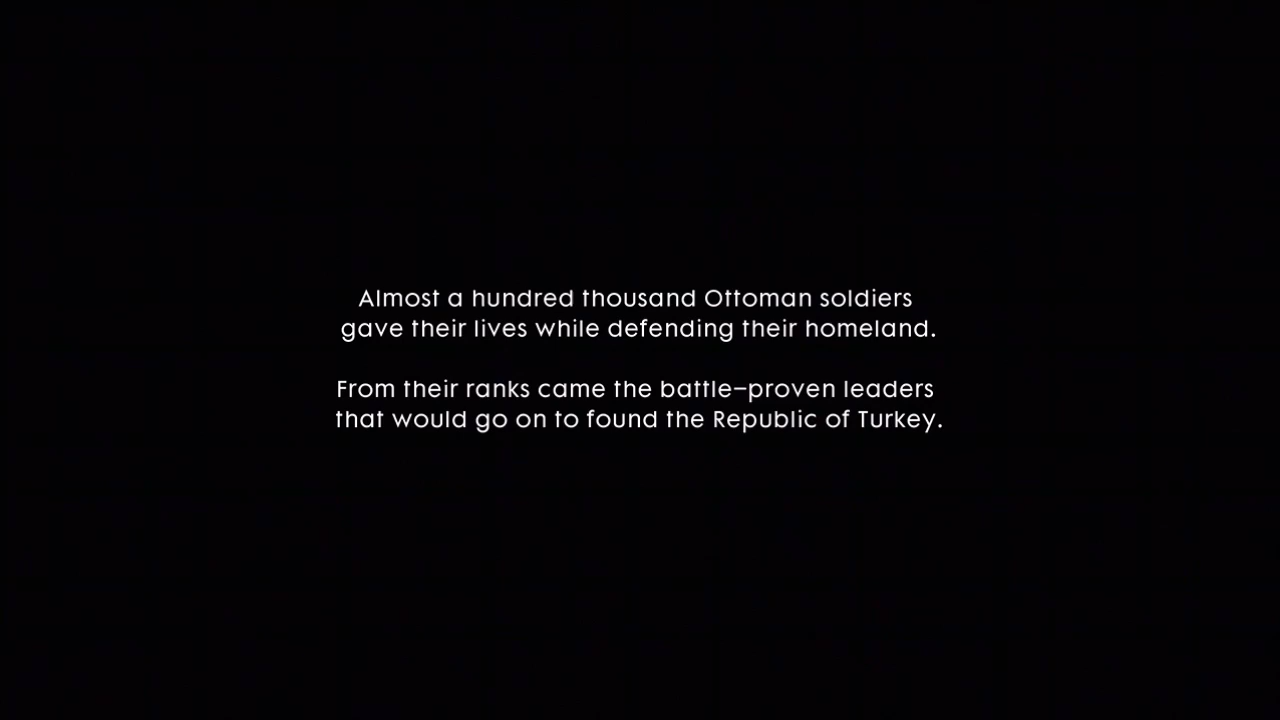 Almost a hundred thousand Ottoman soldiers
gave their lives while defending their homeland.
From their ranks came the battle-proven leaders
that would go on to found the Republic of Turkey.